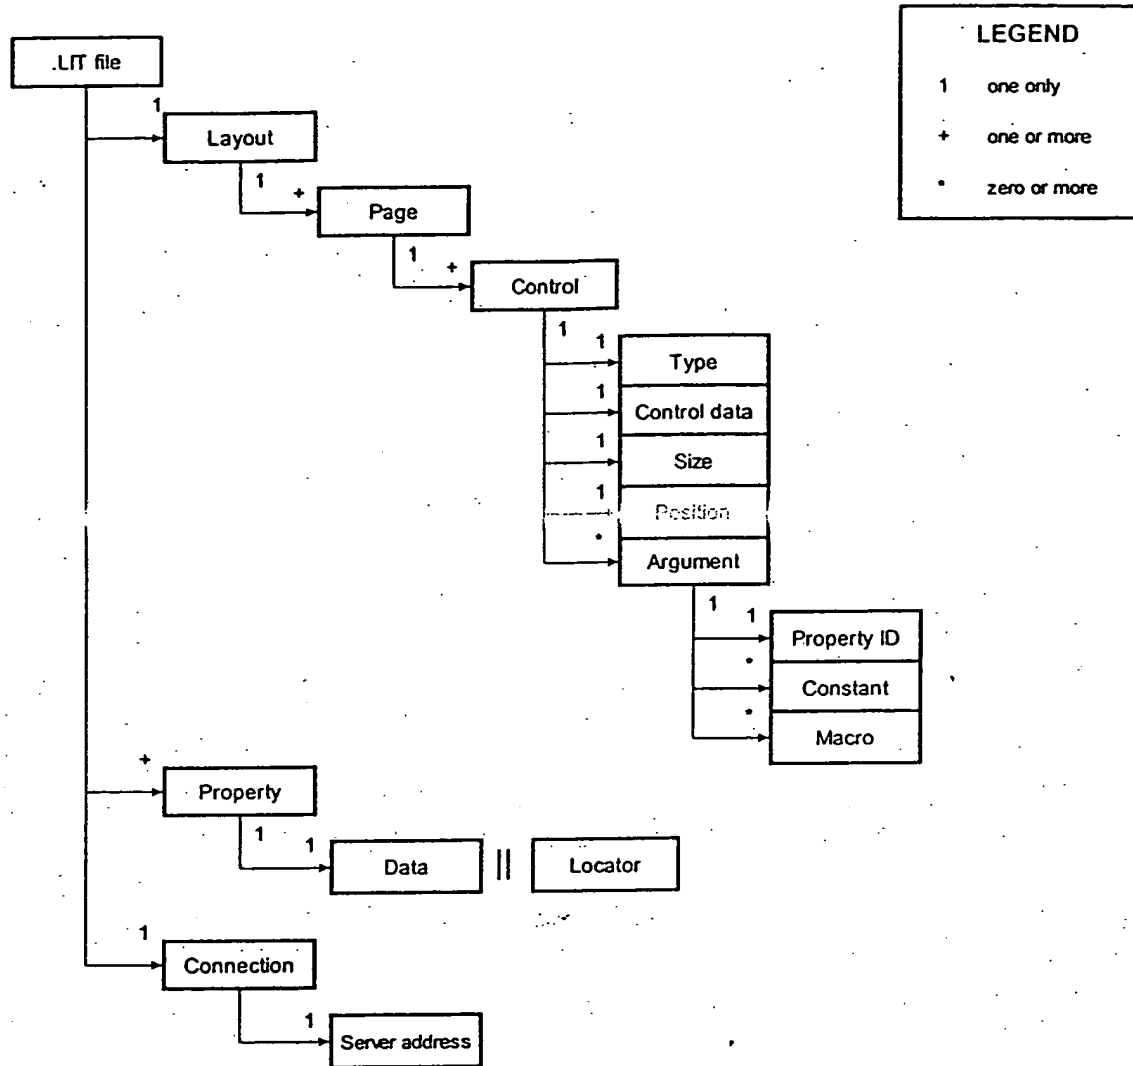 .LIT file
LEGEND
1 one only
+ one or more
* zero or more
1
Layout
1
+
Page
1
+
Control
1
1
Type
1
Control data
1
Size
1
Position
*
Argument
1
1
Property ID
*
Constant
*
Macro
+
Property
1
1
Data || Locator
1
Connection
1
Server address